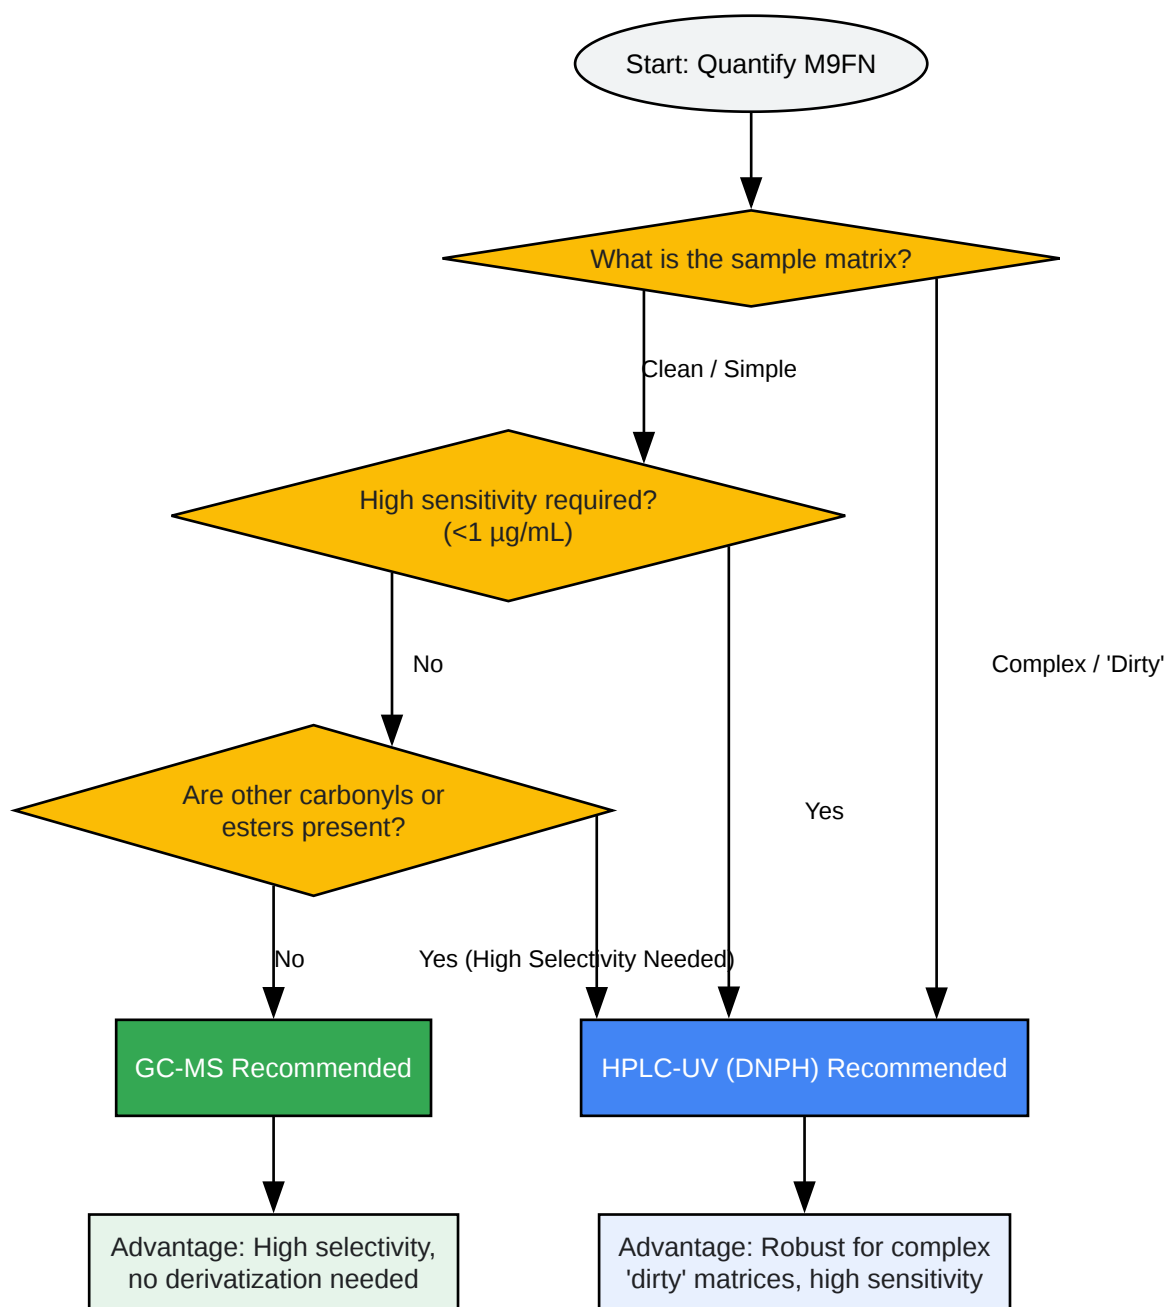 Start: Quantify M9FN
What is the sample matrix?
Clean / Simple
High sensitivity required?
(<1 µg/mL)
No
Complex / 'Dirty'
Are other carbonyls or
esters present?
Yes
No
Yes (High Selectivity Needed)
GC-MS Recommended
HPLC-UV (DNPH) Recommended
Advantage: High selectivity,
no derivatization needed
Advantage: Robust for complex
'dirty' matrices, high sensitivity